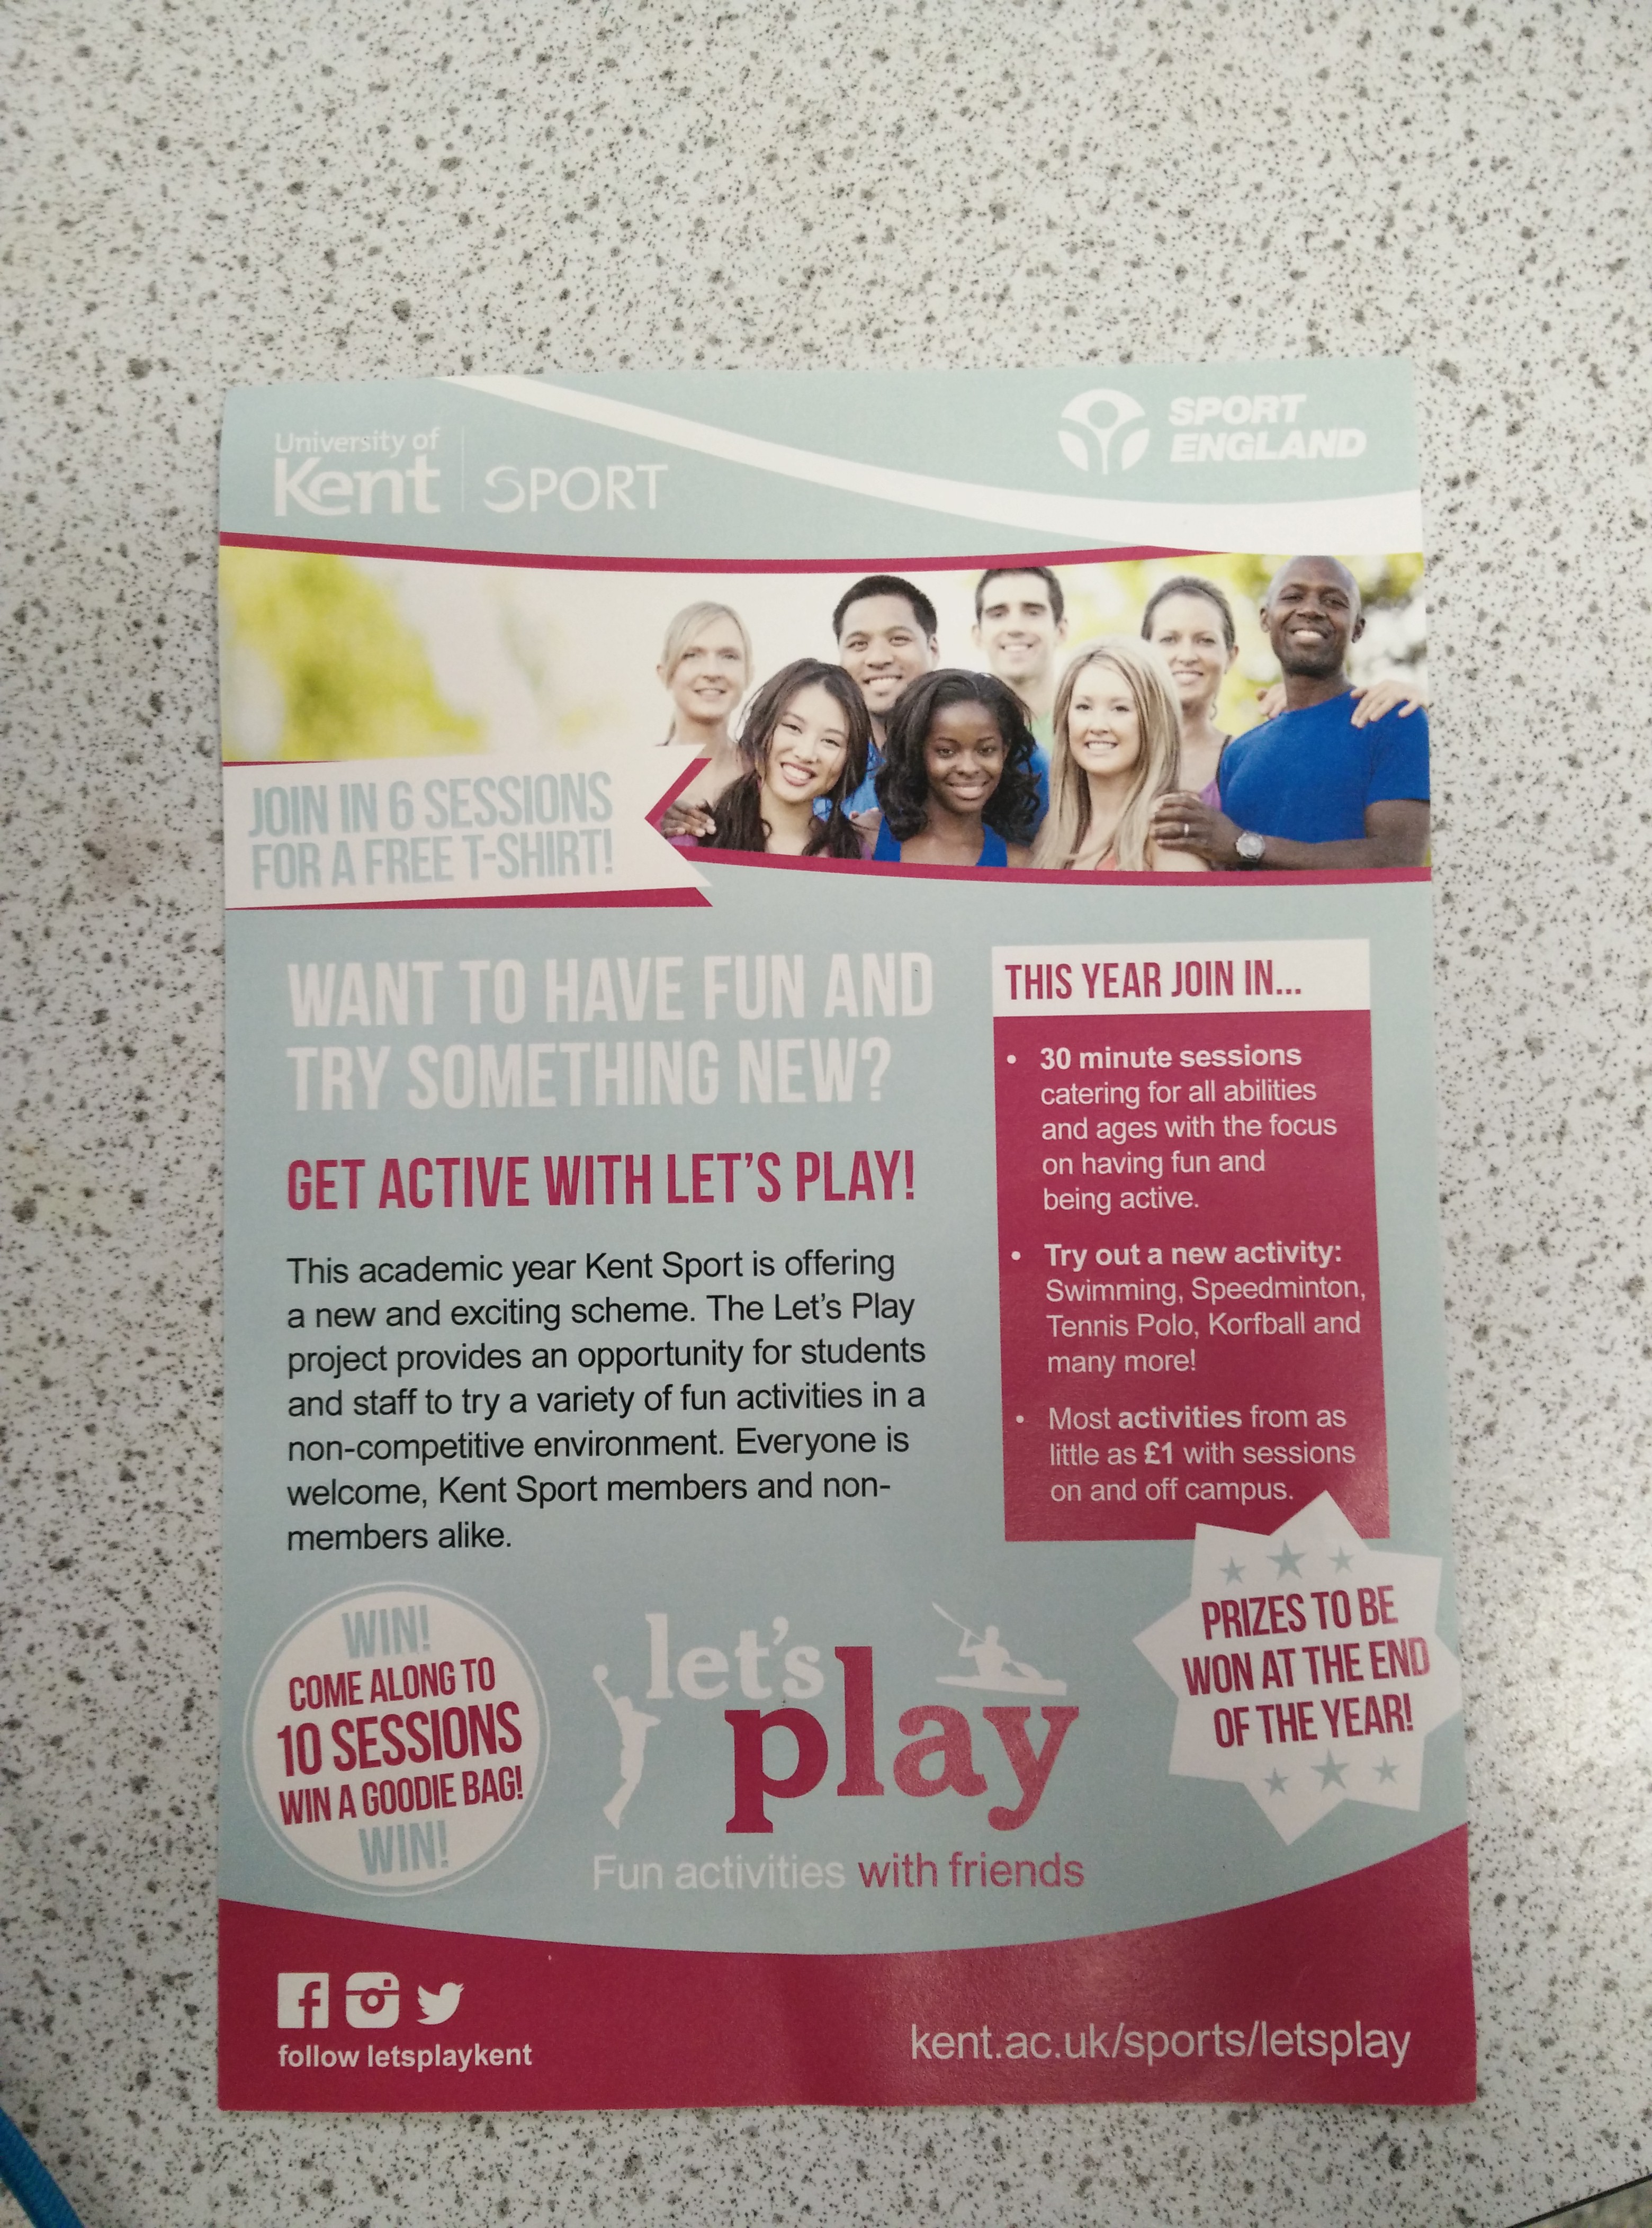 University of
Kent
SPORT
SPORT
ENGLAND
JOIN IN 6 SESSIONS
FOR A FREE T-SHIRT!
WANT TO HAVE FUN AND
TRY SOMETHING NEW?
GET ACTIVE WITH LET'S PLAY!
This academic year Kent Sport is offering
a new and exciting scheme. The Let's Play
project provides an opportunity for students
and staff to try a variety of fun activities in a
non-competitive environment. Everyone is
welcome, Kent Sport members and non-
members alike.
THIS YEAR JOIN IN...
• 30 minute sessions
catering for all abilities
and ages with the focus
on having fun and
being active.
• Try out a new activity:
Swimming, Speedminton,
Tennis Polo, Korfball and
many more!
• Most activities from as
little as £1 with sessions
on and off campus.
WIN!
COME ALONG TO
10 SESSIONS
WIN A GOODIE BAG!
WIN!
let's
play
Fun activities with friends
PRIZES TO BE
WON AT THE END
OF THE YEAR!
follow letsplaykent
kent.ac.uk/sports/letsplay